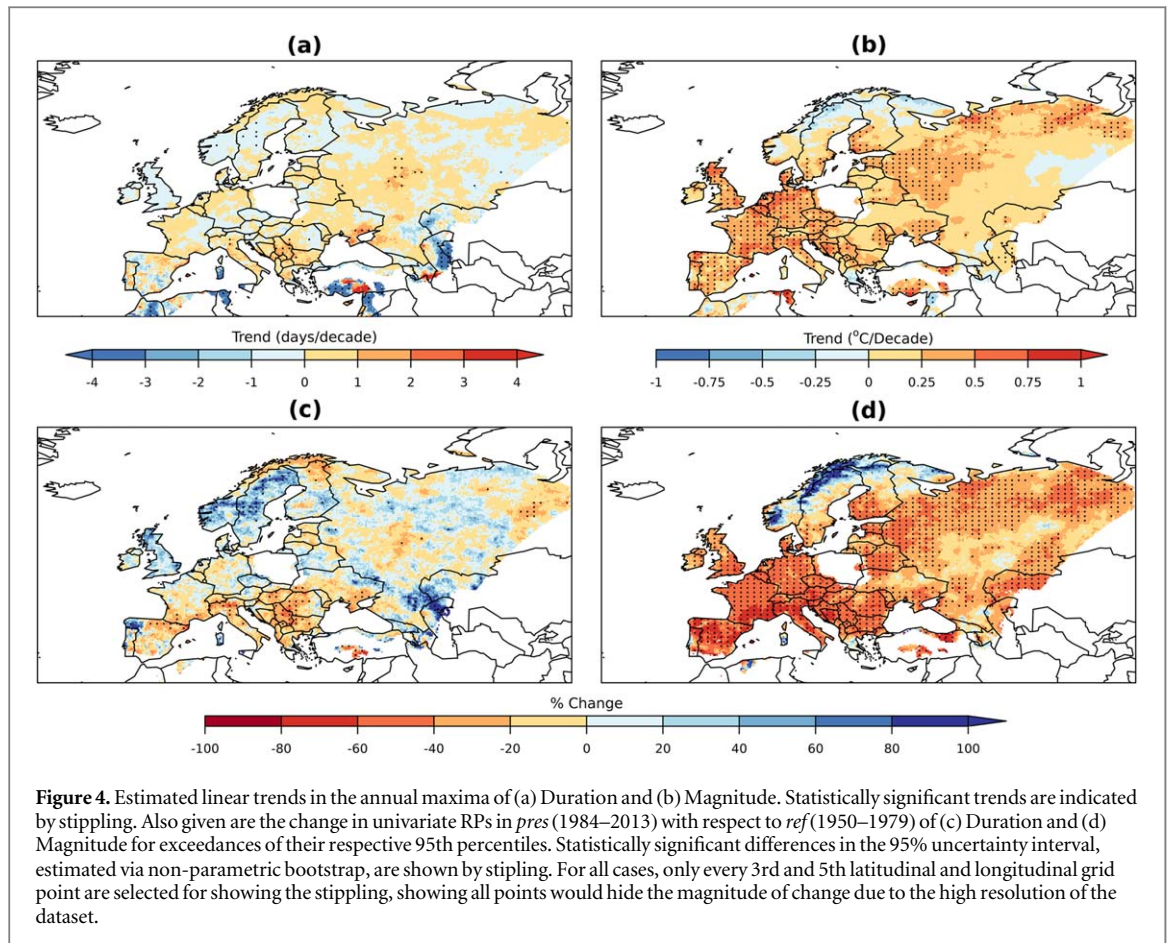 (a)
(b)
Trend (days/decade)
-4 -3 -2 -1 0 1 2 3 4
Trend (°C/Decade)
-1 -0.75 -0.5 -0.25 0 0.25 0.5 0.75 1
(c)
(d)
% Change
-100 -80 -60 -40 -20 0 20 40 60 80 100
Figure 4. Estimated linear trends in the annual maxima of (a) Duration and (b) Magnitude. Statistically significant trends are indicated
by stippling. Also given are the change in univariate RPs in pres (1984–2013) with respect to ref (1950–1979) of (c) Duration and (d)
Magnitude for exceedances of their respective 95th percentiles. Statistically significant differences in the 95% uncertainty interval,
estimated via non-parametric bootstrap, are shown by stipling. For all cases, only every 3rd and 5th latitudinal and longitudinal grid
point are selected for showing the stippling, showing all points would hide the magnitude of change due to the high resolution of the
dataset.